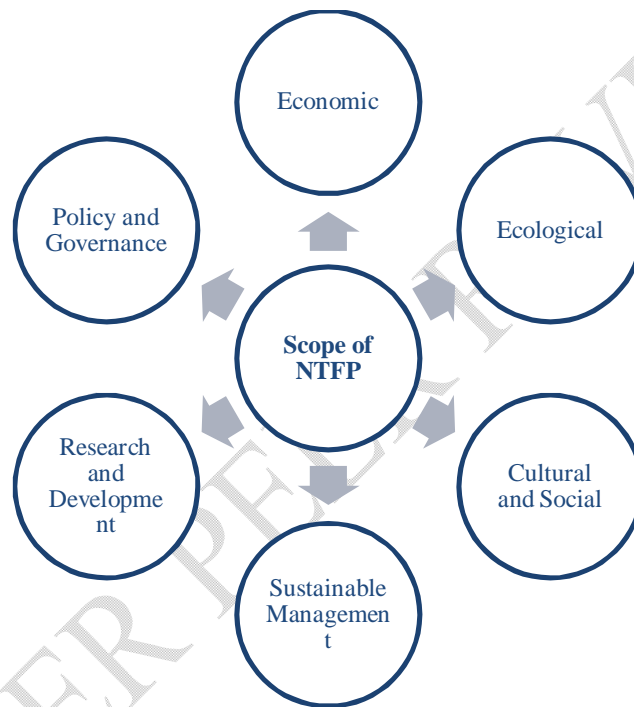 Economic
Policy and
Governance
Ecological
Scope of
NTFP
Research
and
Developme
nt
Cultural
and Social
Sustainable
Managemen
t